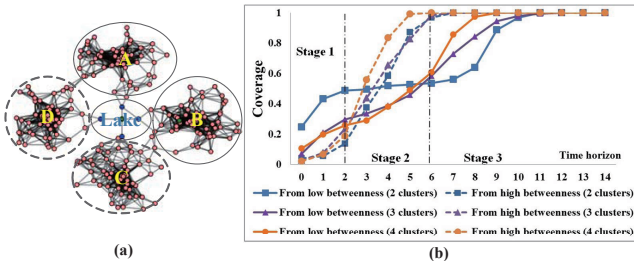 A
D
Lake
B
C
(a)
(b)
Coverage
1
0.8
0.6
0.4
0.2
0
Stage 1
Stage 2
Stage 3
Time horizon
0 1 2 3 4 5 6 7 8 9 10 11 12 13 14
From low betweenness (2 clusters)
From high betweenness (2 clusters)
From low betweenness (3 clusters)
From high betweenness (3 clusters)
From low betweenness (4 clusters)
From high betweenness (4 clusters)